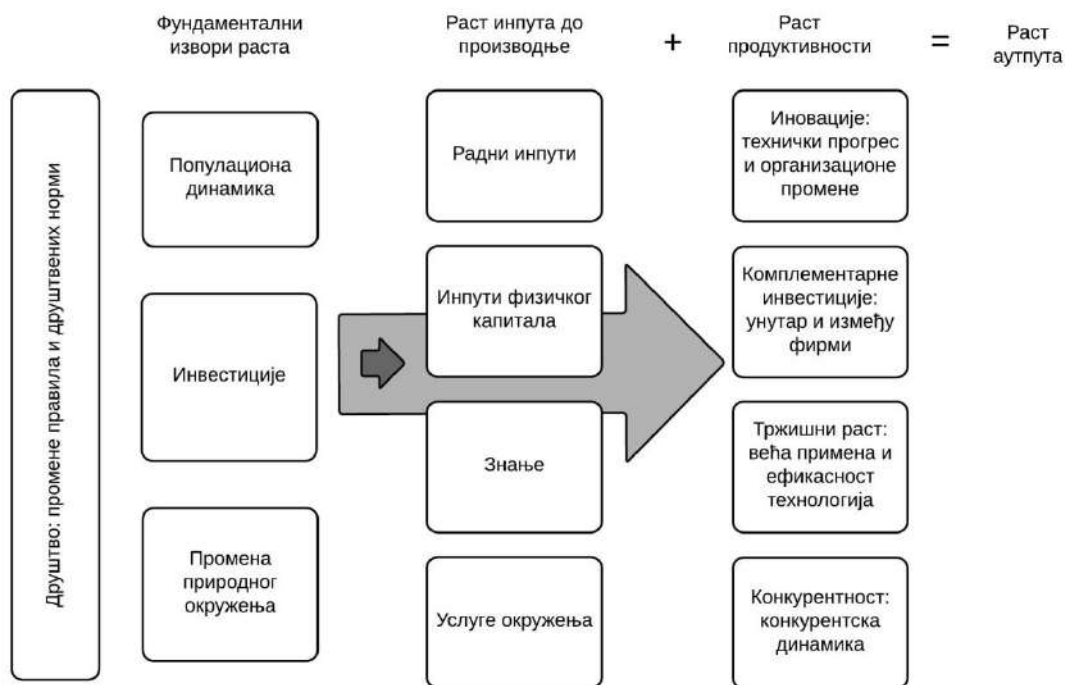 Фундаментални
извори раста
Раст инпута до
производње
+
Раст
продуктивности
=
Раст
аутпута
Друштво: промене правила и друштвених норми
Популациона
динамика
Инвестиције
Промена
природног
окружења
Радни инпути
Инпути физичког
капитала
Знање
Услуге окружења
Иновације:
технички прогрес
и организационе
промене
Комплементарне
инвестиције:
унутар и између
фирми
Тржишни раст:
већа примена и
ефикасност
технологија
Конкурентност:
конкурентска
динамика